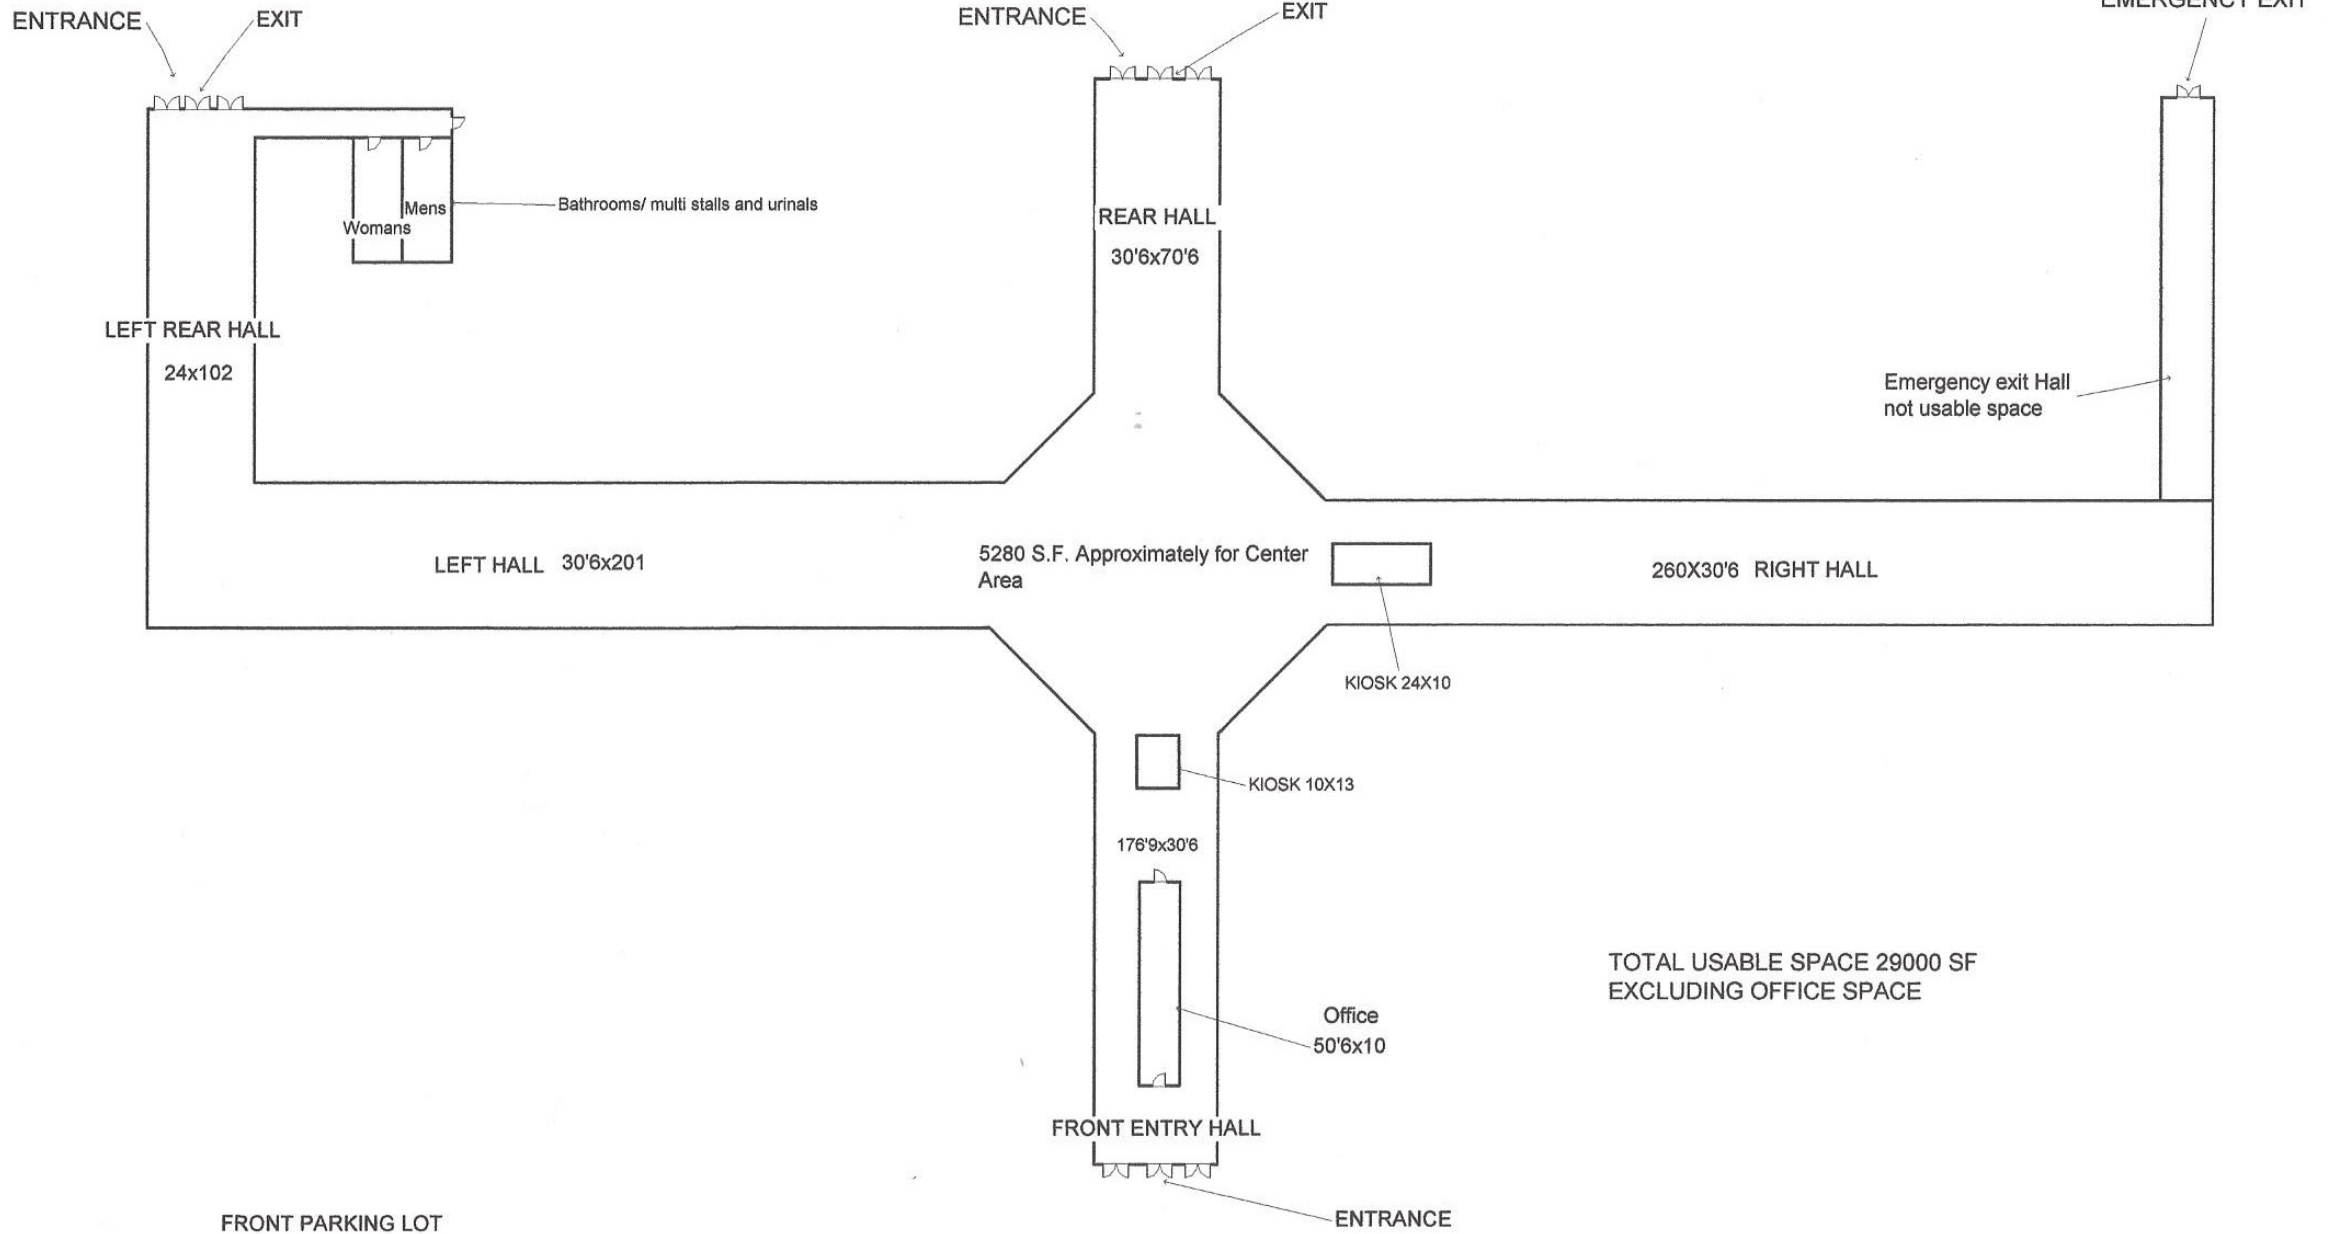 ENTRANCE
EXIT
ENTRANCE
EXIT
EMERGENCY EXIT
Womans
Mens
Bathrooms/ multi stalls and urinals
REAR HALL
30'6x70'6
LEFT REAR HALL
24x102
Emergency exit Hall
not usable space
LEFT HALL 30'6x201
5280 S.F. Approximately for Center
Area
260X30'6 RIGHT HALL
KIOSK 24X10
KIOSK 10X13
176'9x30'6
TOTAL USABLE SPACE 29000 SF
EXCLUDING OFFICE SPACE
Office
50'6x10
FRONT ENTRY HALL
ENTRANCE
FRONT PARKING LOT